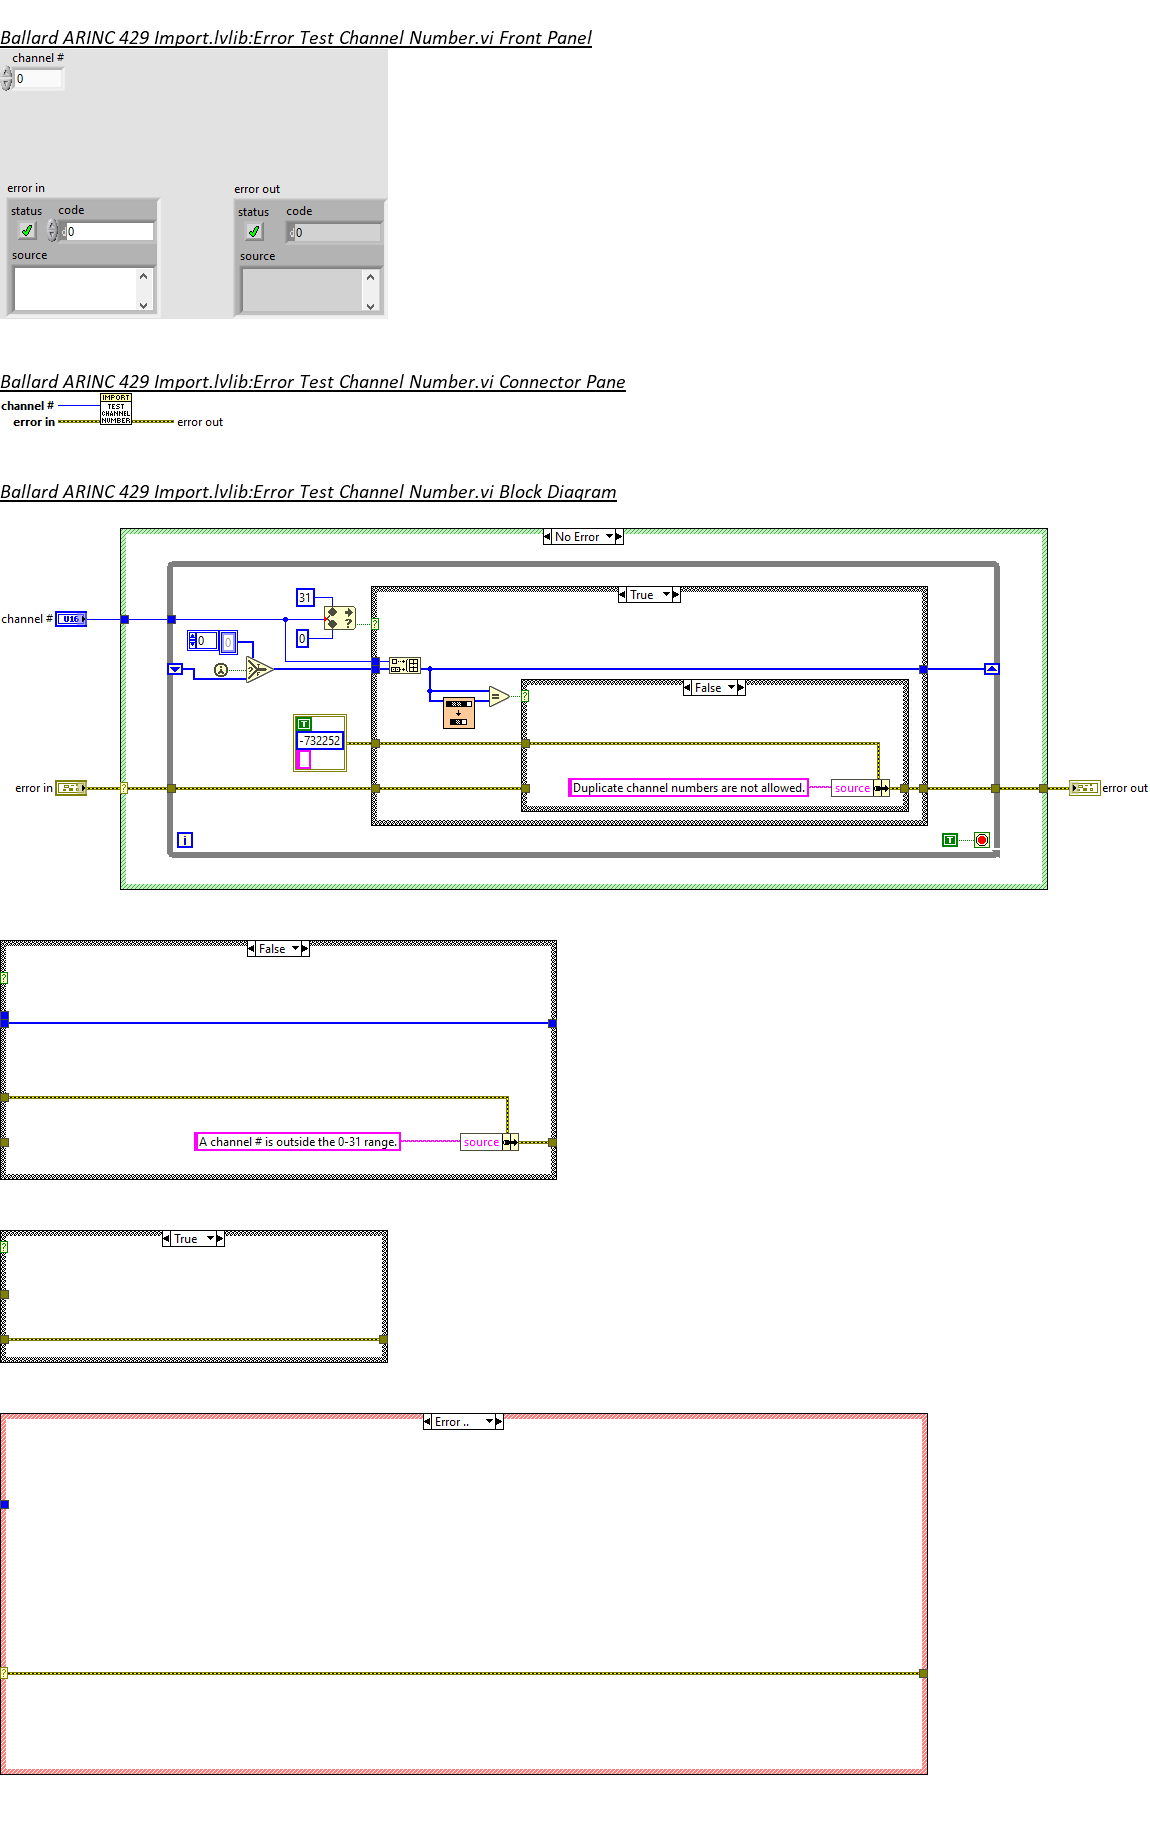 Ballard ARINC 429 Import.lvlib:Error Test Channel Number.vi Front Panel
channel #
0
error in
error out
status code
status code
0
0
source
source
Ballard ARINC 429 Import.lvlib:Error Test Channel Number.vi Connector Pane
IMPORT
channel #
TEST
CHANNEL
error in
NUMBER
error out
Ballard ARINC 429 Import.lvlib:Error Test Channel Number.vi Block Diagram
No Error
31
True
channel #
U16
?
?
0
0
0
i
False
=
?
T
-732252
error in
?
Duplicate channel numbers are not allowed.
source
error out
i
T
False
?
A channel # is outside the 0-31 range.
source
True
?
Error ..
?